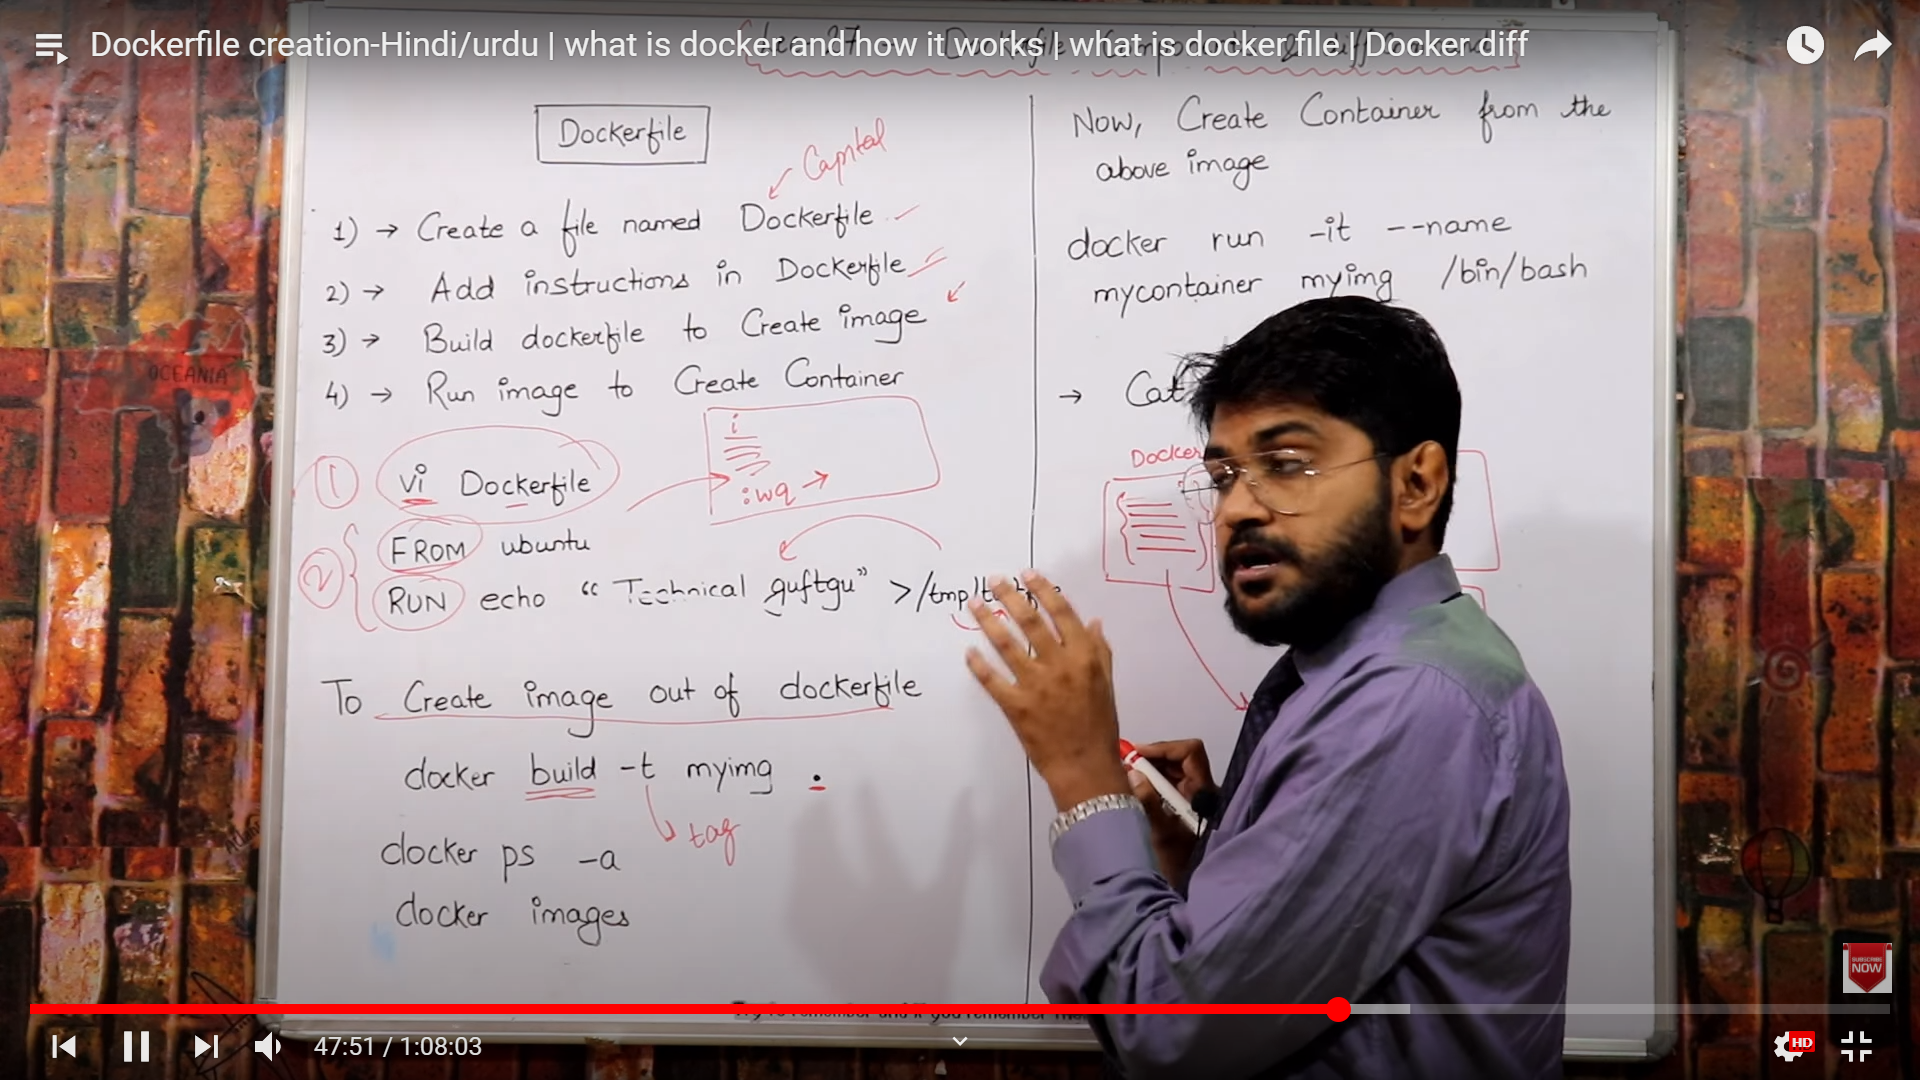 Dockerfile creation-Hindi/urdu | what is docker and how it works | what is docker file | Docker diff
Dockerfile
Capital
1) → Create a file named Dockerfile
2) → Add instructions in Dockerfile
3) → Build dockerfile to Create image
4) → Run image to Create Container
i
:wq →
1 vi Dockerfile
2 FROM ubuntu
RUN echo “Technical guftgu” >/tmp/
To Create image out of dockerfile
docker build -t myimg .
tag
docker ps -a
docker images
Now, Create Container from the
above image
docker run -it --name
mycontainer myimg /bin/bash
→ Cat
Docker
OCEANIA
SUBSCRIBE
NOW
47:51 / 1:08:03
HD